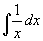 ∫ 1/x dx